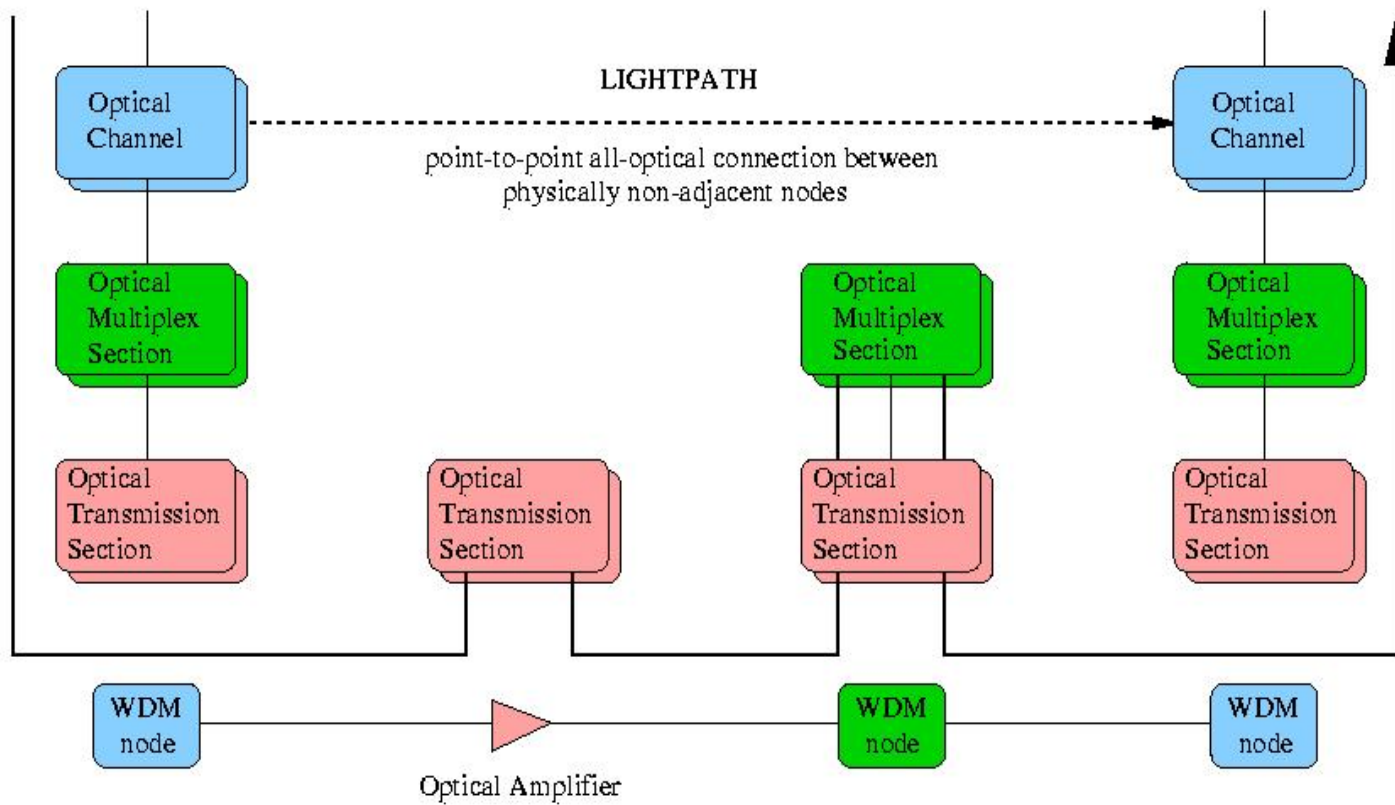 LIGHTPATH
Optical
Channel
Optical
Channel
point-to-point all-optical connection between
physically non-adjacent nodes
Optical
Multiplex
Section
Optical
Multiplex
Section
Optical
Multiplex
Section
Optical
Transmission
Section
Optical
Transmission
Section
Optical
Transmission
Section
Optical
Transmission
Section
WDM
node
WDM
node
WDM
node
Optical Amplifier